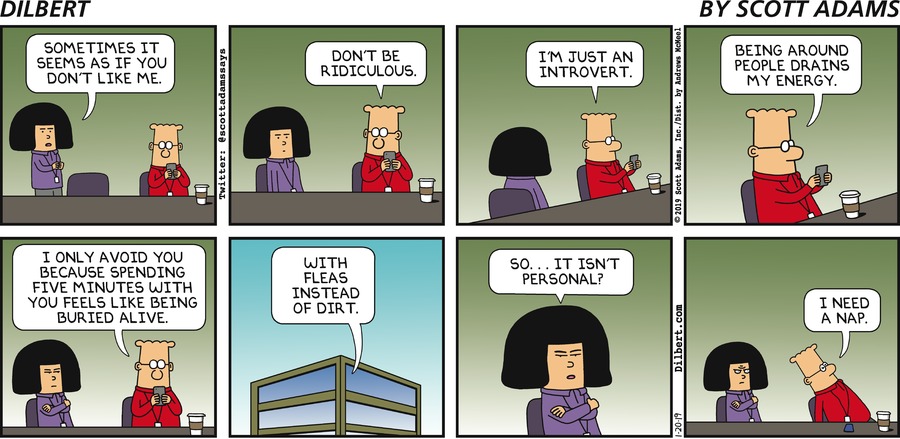 DILBERT
BY SCOTT ADAMS
SOMETIMES IT
SEEMS AS IF YOU
DON'T LIKE ME.
Twitter: @scottadamssays
DON'T BE
RIDICULOUS.
I'M JUST AN
INTROVERT.
©2019 Scott Adams, Inc./Dist. by Andrews McMeel
BEING AROUND
PEOPLE DRAINS
MY ENERGY.
I ONLY AVOID YOU
BECAUSE SPENDING
FIVE MINUTES WITH
YOU FEELS LIKE BEING
BURIED ALIVE.
WITH
FLEAS
INSTEAD
OF DIRT.
SO... IT ISN'T
PERSONAL?
1-20-19 Dilbert.com
I NEED
A NAP.